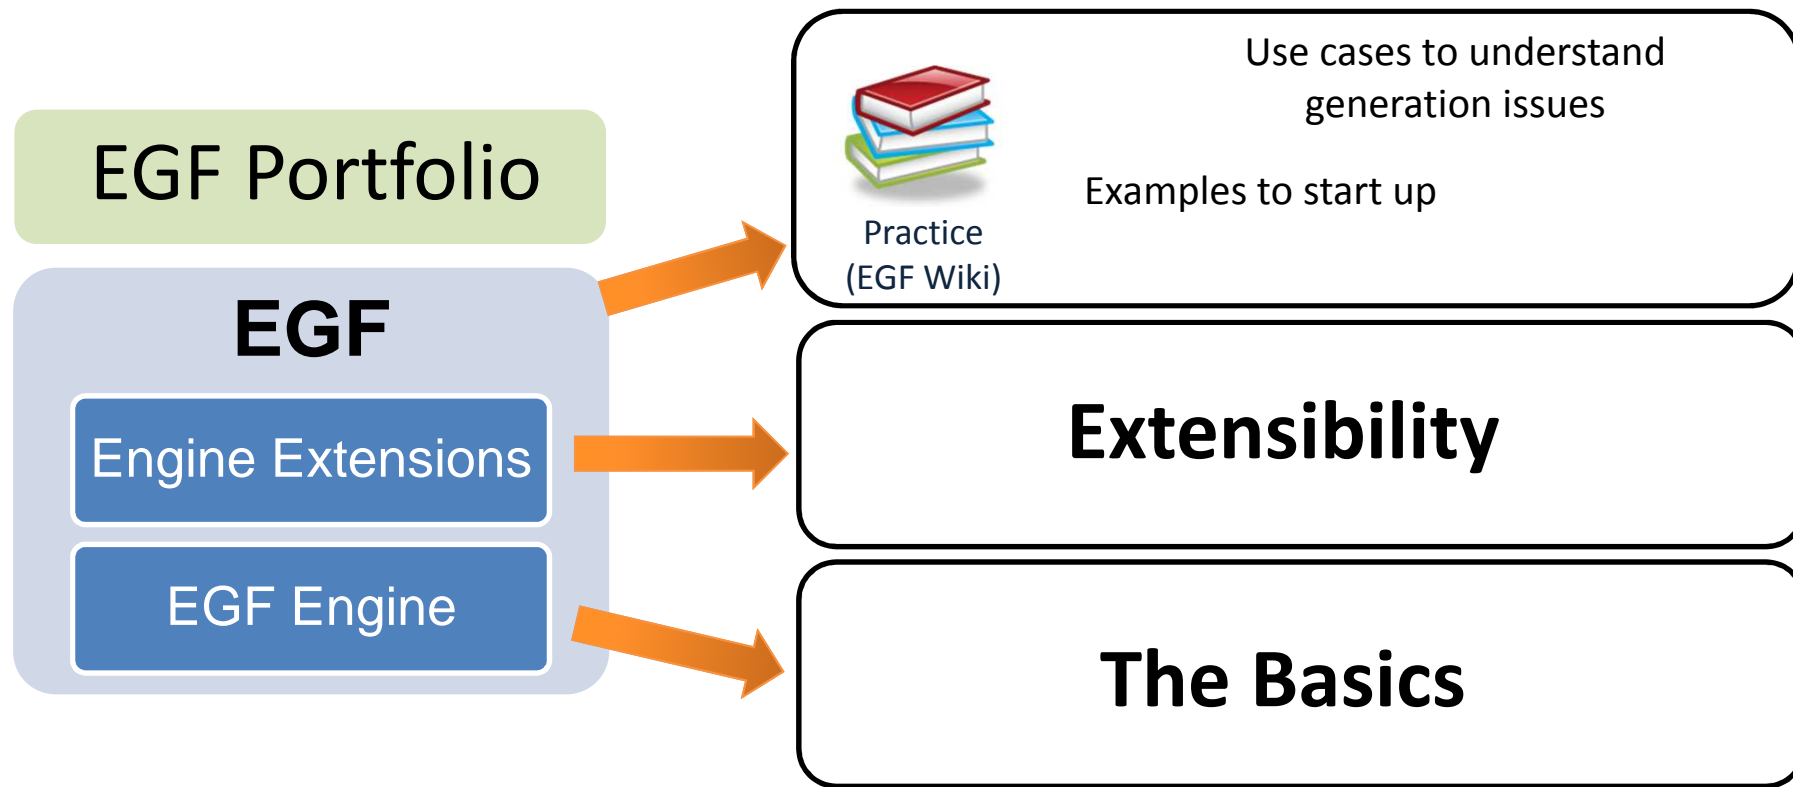 EGF Portfolio
EGF
Engine Extensions
EGF Engine
Use cases to understand
generation issues
Examples to start up
Practice
(EGF Wiki)
Extensibility
The Basics